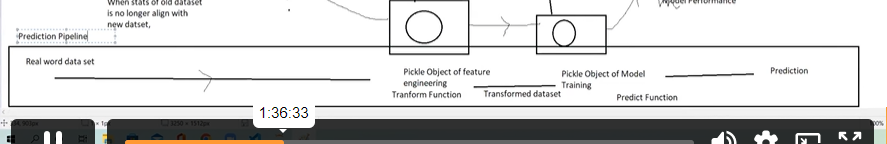 When stats of old dataset
is no longer align with
new datset,
Model Performance
Prediction Pipeline
Real word data set
Pickle Object of feature
engineering
Tranform Function
Transformed dataset
Pickle Object of Model
Training
Predict Function
Prediction
1:36:33